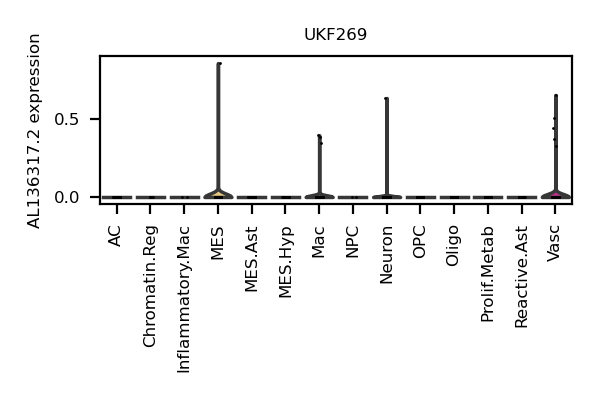 UKF269
AL136317.2 expression
0.5
0.0
AC
Chromatin.Reg
Inflammatory.Mac
MES
MES.Ast
MES.Hyp
Mac
NPC
Neuron
OPC
Oligo
Prolif.Metab
Reactive.Ast
Vasc